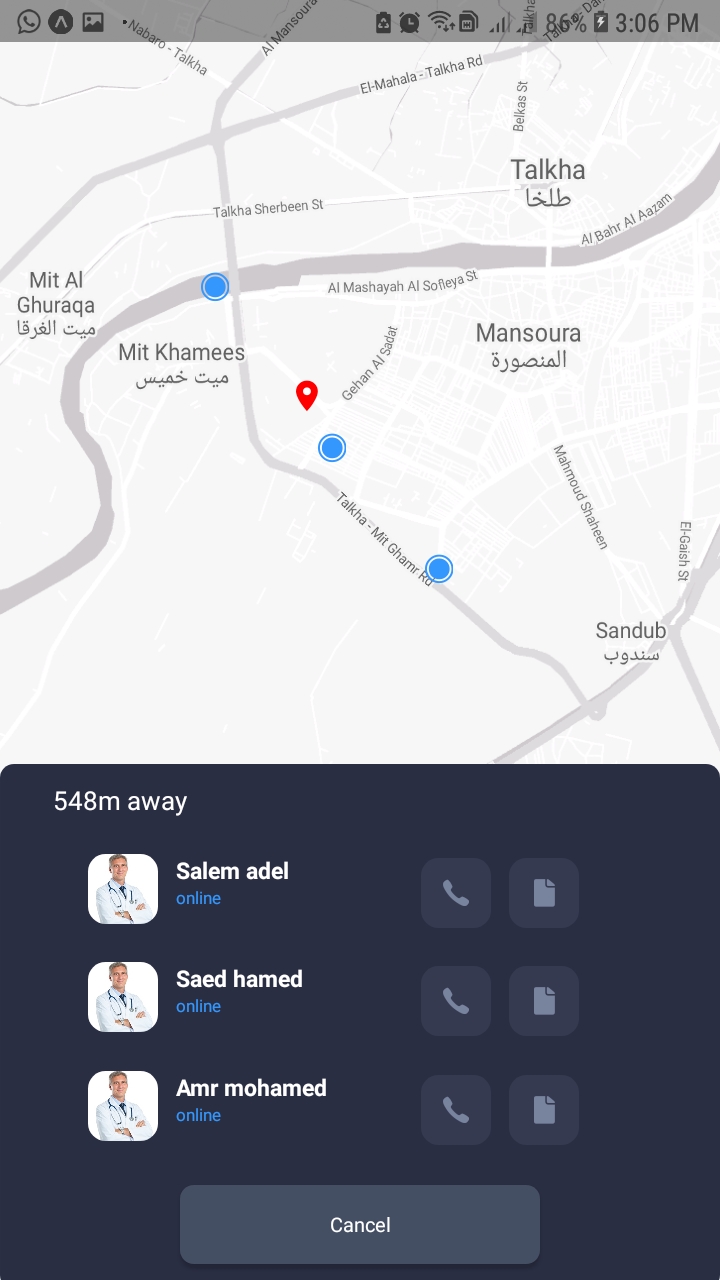 86% 3:06 PM
Nabaro - Talkha
Al Mansoura
Talkha
Talkha- Da
El-Mahala - Talkha Rd
Belkas St
Talkha
طلخا
Talkha Sherbeen St
Al Bahr Al Aazam
Mit Al
Ghuraqa
ميت الغرقا
Al Mashayah Al Sofleya St
Mansoura
المنصورة
Mit Khamees
ميت خميس
Gehan Al Sadat
Mahmoud Shaheen
Talkha - Mit Ghamr Rd
El-Gaish St
Sandub
سندوب
548m away
Salem adel
online
Saed hamed
online
Amr mohamed
online
Cancel